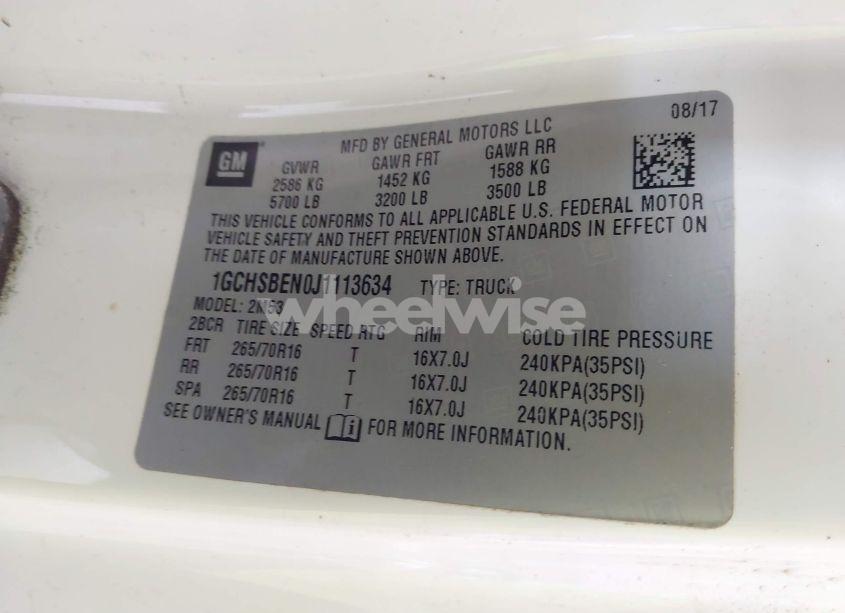 08/17
GM
MFD BY GENERAL MOTORS LLC
GVWR GAWR FRT GAWR RR
2586 KG 1452 KG 1588 KG
5700 LB 3200 LB 3500 LB
THIS VEHICLE CONFORMS TO ALL APPLICABLE U.S. FEDERAL MOTOR
VEHICLE SAFETY AND THEFT PREVENTION STANDARDS IN EFFECT ON
THE DATE OF MANUFACTURE SHOWN ABOVE.
1GCHSBEN0J1113634 TYPE: TRUCK
wheelwise
MODEL: 2M53
2BCR TIRE SIZE SPEED RTG RIM COLD TIRE PRESSURE
FRT 265/70R16 T 16X7.0J 240KPA(35PSI)
RR 265/70R16 T 16X7.0J 240KPA(35PSI)
SPA 265/70R16 T 16X7.0J 240KPA(35PSI)
SEE OWNER'S MANUAL i FOR MORE INFORMATION.